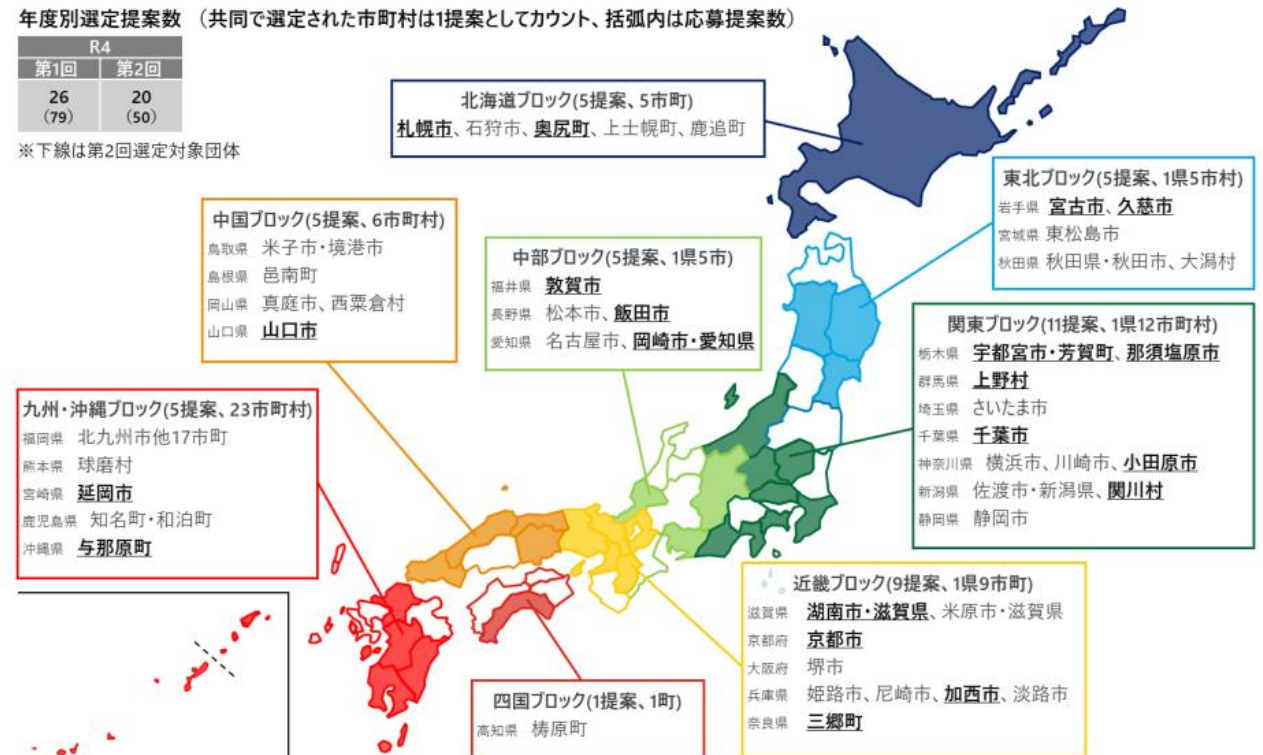 年度別選定提案数 (共同で選定された市町村は1提案としてカウント、括弧内は応募提案数)
R4
第1回 第2回
26 20
(79) (50)
※下線は第2回選定対象団体
北海道ブロック(5提案、5市町)
札幌市、石狩市、奥尻町、上士幌町、鹿追町
東北ブロック(5提案、1県5市村)
岩手県 宮古市、久慈市
宮城県 東松島市
秋田県 秋田県・秋田市、大潟村
中国ブロック(5提案、6市町村)
鳥取県 米子市・境港市
島根県 邑南町
岡山県 真庭市、西粟倉村
山口県 山口市
中部ブロック(5提案、1県5市)
福井県 敦賀市
長野県 松本市、飯田市
愛知県 名古屋市、岡崎市・愛知県
関東ブロック(11提案、1県12市町村)
栃木県 宇都宮市・芳賀町、那須塩原市
群馬県 上野村
埼玉県 さいたま市
千葉県 千葉市
神奈川県 横浜市、川崎市、小田原市
新潟県 佐渡市・新潟県、関川村
静岡県 静岡市
九州・沖縄ブロック(5提案、23市町村)
福岡県 北九州市他17市町
熊本県 球磨村
宮崎県 延岡市
鹿児島県 知名町・和泊町
沖縄県 与那原町
近畿ブロック(9提案、1県9市町)
滋賀県 湖南市・滋賀県、米原市・滋賀県
京都府 京都市
大阪府 堺市
兵庫県 姫路市、尼崎市、加西市、淡路市
奈良県 三郷町
四国ブロック(1提案、1町)
高知県 梼原町